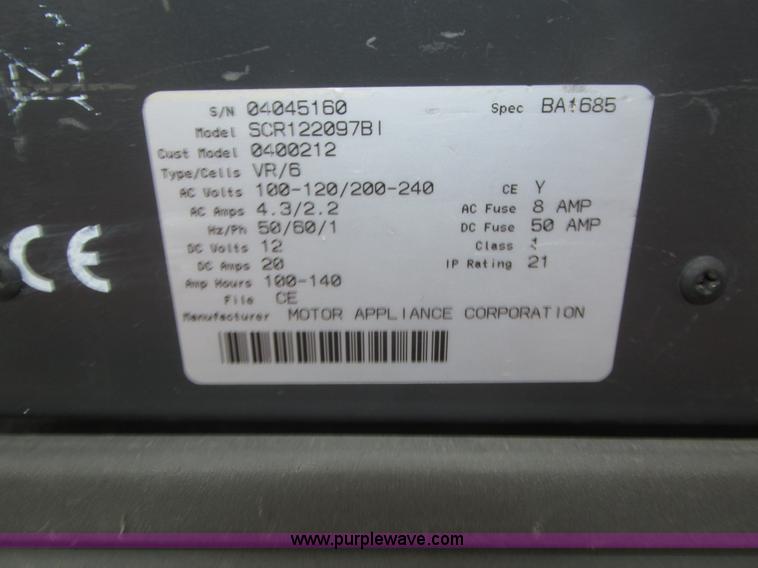 S/N 04045160 Spec BA1685
Model SCR122097BI
Cust Model 0400212
Type/Cells VR/6
AC Volts 100-120/200-240 CE Y
AC Amps 4.3/2.2 AC Fuse 8 AMP
Hz/Ph 50/60/1 DC Fuse 50 AMP
DC Volts 12 Class 1
DC Amps 20 IP Rating 21
Amp Hours 100-140
File CE
Manufacturer MOTOR APPLIANCE CORPORATION
CE
www.purplewave.com